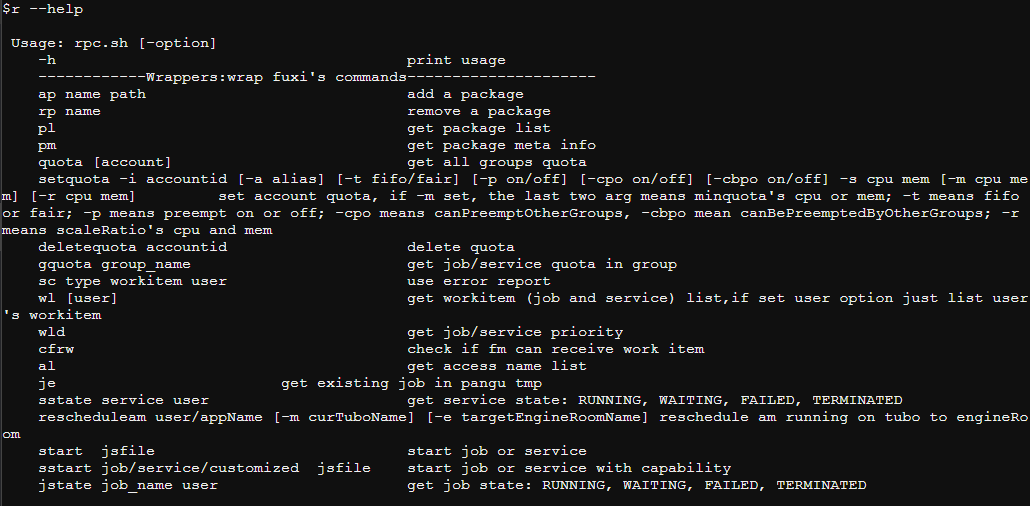 $r --help
Usage: rpc.sh [-option]
-h print usage
------------Wrappers:wrap fuxi's commands---------------------
ap name path add a package
rp name remove a package
pl get package list
pm get package meta info
quota [account] get all groups quota
setquota -i accountid [-a alias] [-t fifo/fair] [-p on/off] [-cpo on/off] [-cbpo on/off] -s cpu mem [-m cpu me
m] [-r cpu mem] set account quota, if -m set, the last two arg means minquota's cpu or mem; -t means fifo
or fair; -p means preempt on or off; -cpo means canPreemptOtherGroups, -cbpo mean canBePreemptedByOtherGroups; -r
means scaleRatio's cpu and mem
deletequota accountid delete quota
gquota group_name get job/service quota in group
sc type workitem user use error report
wl [user] get workitem (job and service) list,if set user option just list user
's workitem
wld get job/service priority
cfrw check if fm can receive work item
al get access name list
je get existing job in pangu tmp
sstate service user get service state: RUNNING, WAITING, FAILED, TERMINATED
rescheduleam user/appName [-m curTuboName] [-e targetEngineRoomName] reschedule am running on tubo to engineRo
om
start jsfile start job or service
sstart job/service/customized jsfile start job or service with capability
jstate job_name user get job state: RUNNING, WAITING, FAILED, TERMINATED